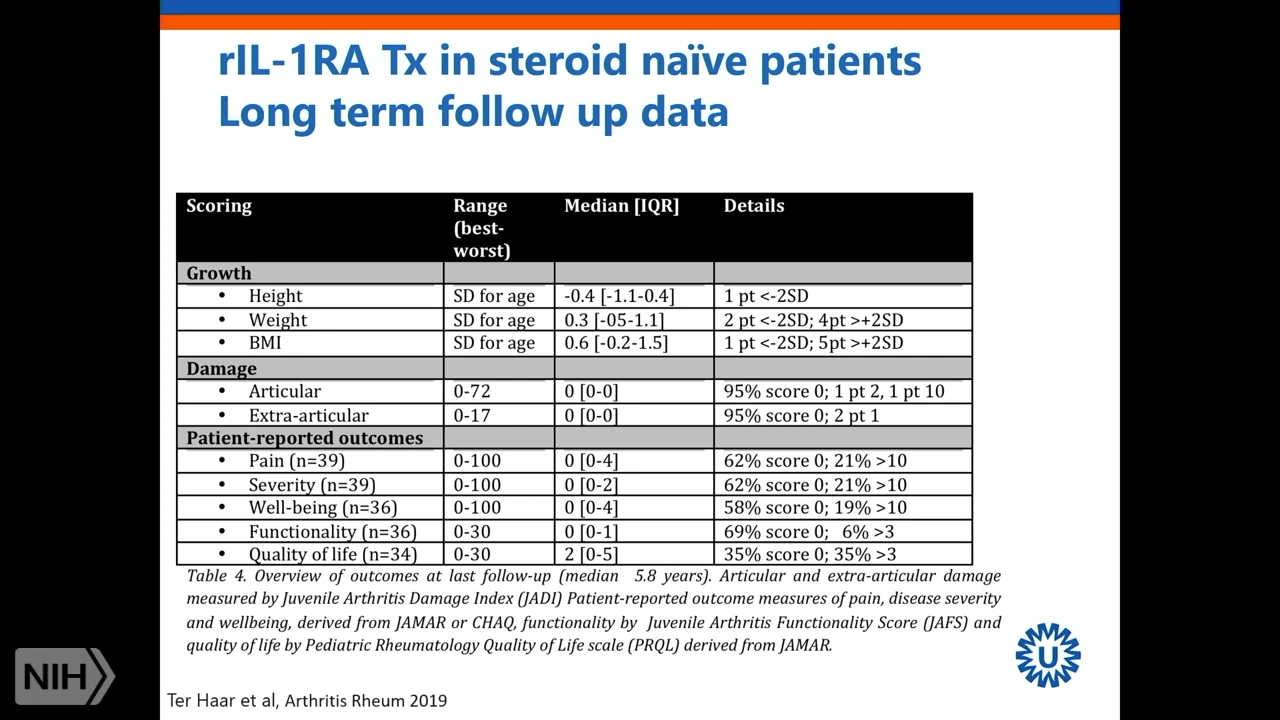 rIL-1RA Tx in steroid naïve patients
Long term follow up data
Scoring Range (best-worst) Median [IQR] Details
Growth
• Height SD for age -0.4 [-1.1-0.4] 1 pt <-2SD
• Weight SD for age 0.3 [-05-1.1] 2 pt <-2SD; 4pt >+2SD
• BMI SD for age 0.6 [-0.2-1.5] 1 pt <-2SD; 5pt >+2SD
Damage
• Articular 0-72 0 [0-0] 95% score 0; 1 pt 2, 1 pt 10
• Extra-articular 0-17 0 [0-0] 95% score 0; 2 pt 1
Patient-reported outcomes
• Pain (n=39) 0-100 0 [0-4] 62% score 0; 21% >10
• Severity (n=39) 0-100 0 [0-2] 62% score 0; 21% >10
• Well-being (n=36) 0-100 0 [0-4] 58% score 0; 19% >10
• Functionality (n=36) 0-30 0 [0-1] 69% score 0; 6% >3
• Quality of life (n=34) 0-30 2 [0-5] 35% score 0; 35% >3
Table 4. Overview of outcomes at last follow-up (median 5.8 years). Articular and extra-articular damage
measured by Juvenile Arthritis Damage Index (JADI) Patient-reported outcome measures of pain, disease severity
and wellbeing, derived from JAMAR or CHAQ, functionality by Juvenile Arthritis Functionality Score (JAFS) and
quality of life by Pediatric Rheumatology Quality of Life scale (PRQL) derived from JAMAR.
U
NIH
Ter Haar et al, Arthritis Rheum 2019